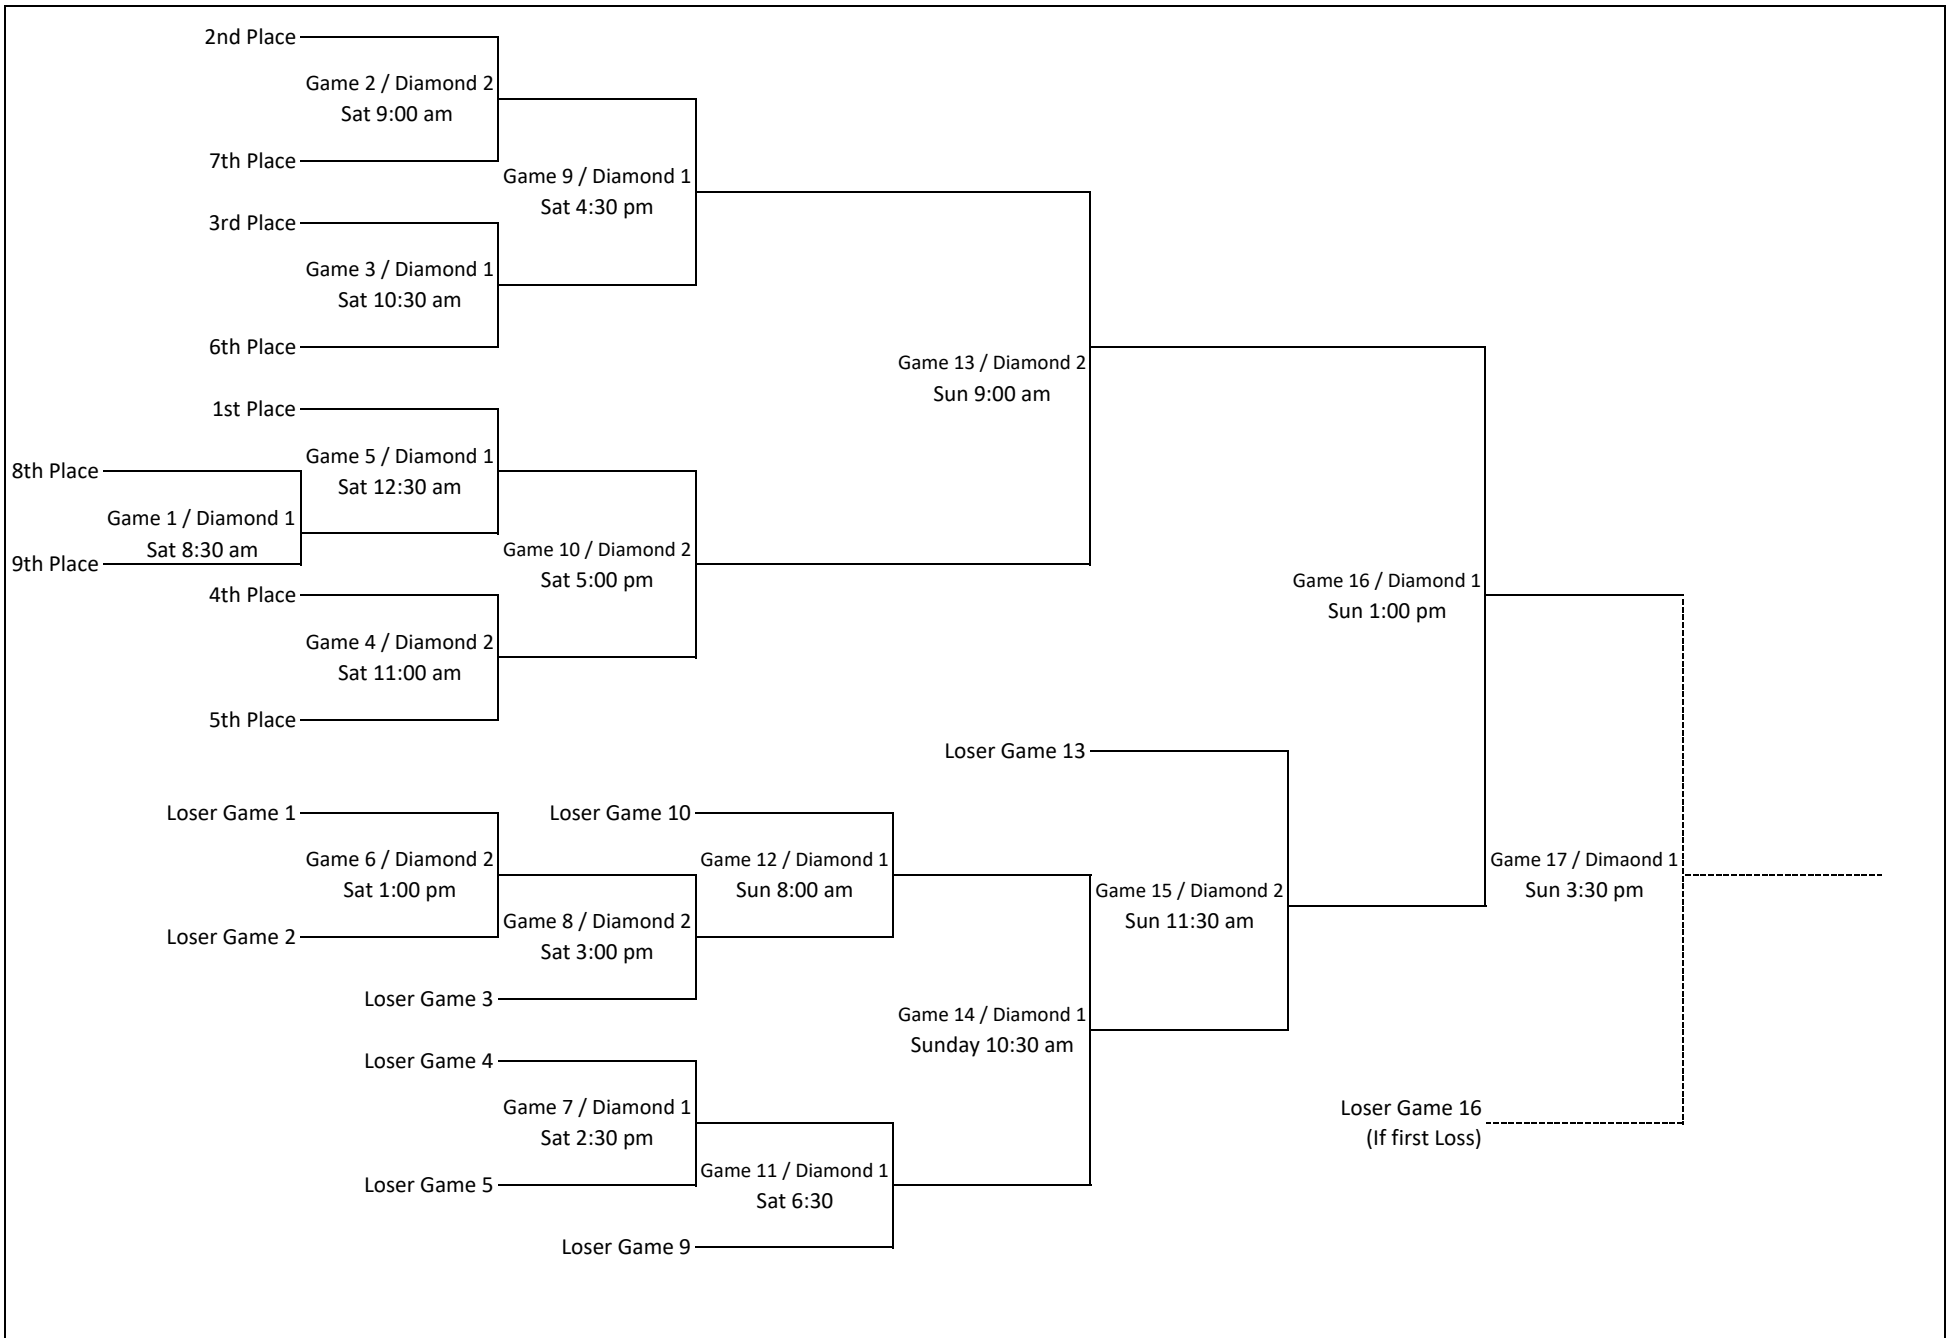 2nd Place
Game 2 / Diamond 2
Sat 9:00 am
7th Place
Game 9 / Diamond 1
Sat 4:30 pm
3rd Place
Game 3 / Diamond 1
Sat 10:30 am
6th Place
Game 13 / Diamond 2
Sun 9:00 am
1st Place
Game 5 / Diamond 1
Sat 12:30 am
8th Place
Game 1 / Diamond 1
Sat 8:30 am
9th Place
Game 10 / Diamond 2
Sat 5:00 pm
4th Place
Game 4 / Diamond 2
Sat 11:00 am
5th Place
Game 16 / Diamond 1
Sun 1:00 pm
Loser Game 13
Loser Game 1
Game 6 / Diamond 2
Sat 1:00 pm
Loser Game 2
Loser Game 10
Game 12 / Diamond 1
Sun 8:00 am
Game 8 / Diamond 2
Sat 3:00 pm
Loser Game 3
Game 15 / Diamond 2
Sun 11:30 am
Game 17 / Dimaond 1
Sun 3:30 pm
Game 14 / Diamond 1
Sunday 10:30 am
Loser Game 4
Game 7 / Diamond 1
Sat 2:30 pm
Loser Game 5
Game 11 / Diamond 1
Sat 6:30
Loser Game 9
Loser Game 16
(If first Loss)